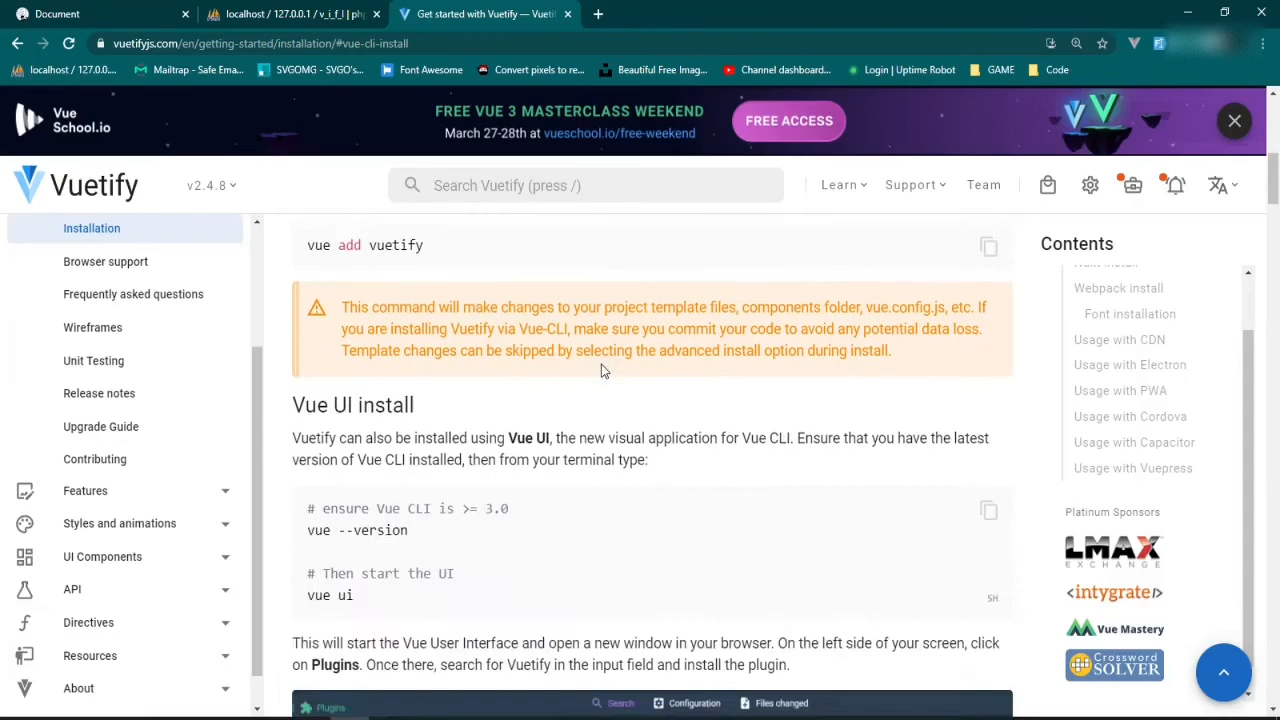 Document
localhost / 127.0.0.1 / v_i_f_l | ph
Get started with Vuetify — Vueti
vuetifyjs.com/en/getting-started/installation/#vue-cli-install
localhost / 127.0.0....
Mailtrap - Safe Ema...
SVGOMG - SVGO's...
Font Awesome
Convert pixels to re...
Beautiful Free Imag...
Channel dashboard...
Login | Uptime Robot
GAME
Code
Vue
School.io
FREE VUE 3 MASTERCLASS WEEKEND
March 27-28th at vueschool.io/free-weekend
FREE ACCESS
Vuetify
v2.4.8
Search Vuetify (press /)
Learn
Support
Team
Installation
Browser support
Frequently asked questions
Wireframes
Unit Testing
Release notes
Upgrade Guide
Contributing
Features
Styles and animations
UI Components
API
Directives
Resources
About
vue add vuetify
This command will make changes to your project template files, components folder, vue.config.js, etc. If
you are installing Vuetify via Vue-CLI, make sure you commit your code to avoid any potential data loss.
Template changes can be skipped by selecting the advanced install option during install.
Vue UI install
Vuetify can also be installed using Vue UI, the new visual application for Vue CLI. Ensure that you have the latest
version of Vue CLI installed, then from your terminal type:
# ensure Vue CLI is >= 3.0
vue --version
# Then start the UI
vue ui
SH
This will start the Vue User Interface and open a new window in your browser. On the left side of your screen, click
on Plugins. Once there, search for Vuetify in the input field and install the plugin.
Plugins
Search
Configuration
Files changed
Contents
Webpack install
Font installation
Usage with CDN
Usage with Electron
Usage with PWA
Usage with Cordova
Usage with Capacitor
Usage with Vuepress
Platinum Sponsors
LMAX
EXCHANGE
<intygrate/>
Vue Mastery
Crossword
SOLVER